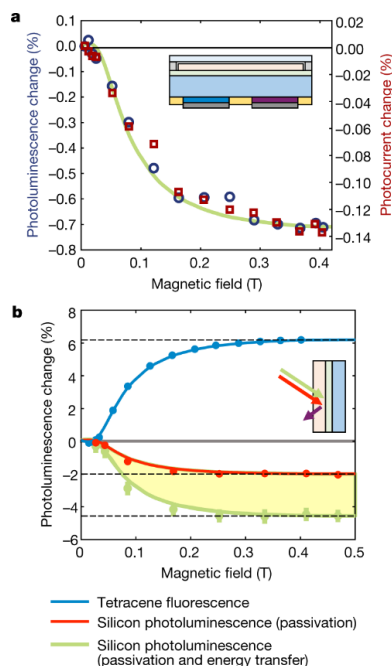 a
0.1
0.0
–0.1
–0.2
–0.3
–0.4
–0.5
–0.6
–0.7
–0.8
Photoluminescence change (%)
0.02
0.00
–0.02
–0.04
–0.06
–0.08
–0.10
–0.12
–0.14
Photocurrent change (%)
0 0.1 0.2 0.3 0.4
Magnetic field (T)
b
8
6
4
2
0
–2
–4
–6
Photoluminescence change (%)
0 0.1 0.2 0.3 0.4 0.5
Magnetic field (T)
Tetracene fluorescence
Silicon photoluminescence (passivation)
Silicon photoluminescence
(passivation and energy transfer)